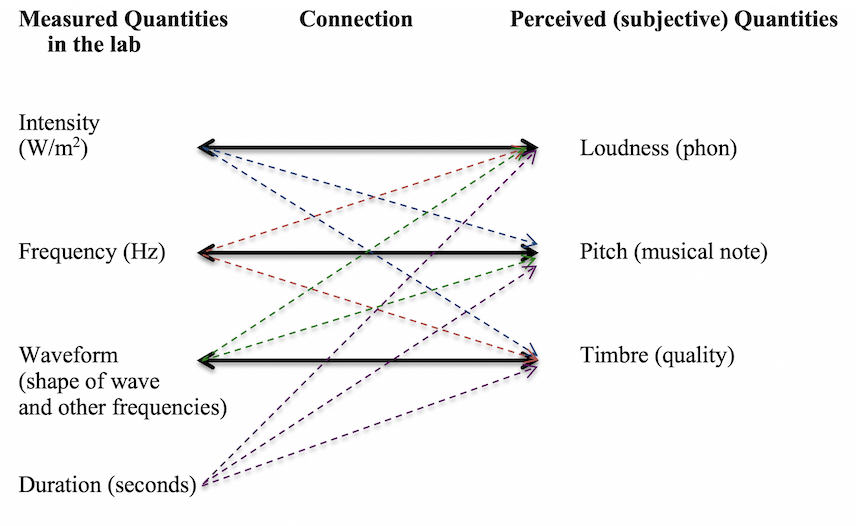 Measured Quantities
in the lab
Connection
Perceived (subjective) Quantities
Intensity
(W/m²)
Loudness (phon)
Frequency (Hz)
Pitch (musical note)
Waveform
(shape of wave
and other frequencies)
Timbre (quality)
Duration (seconds)